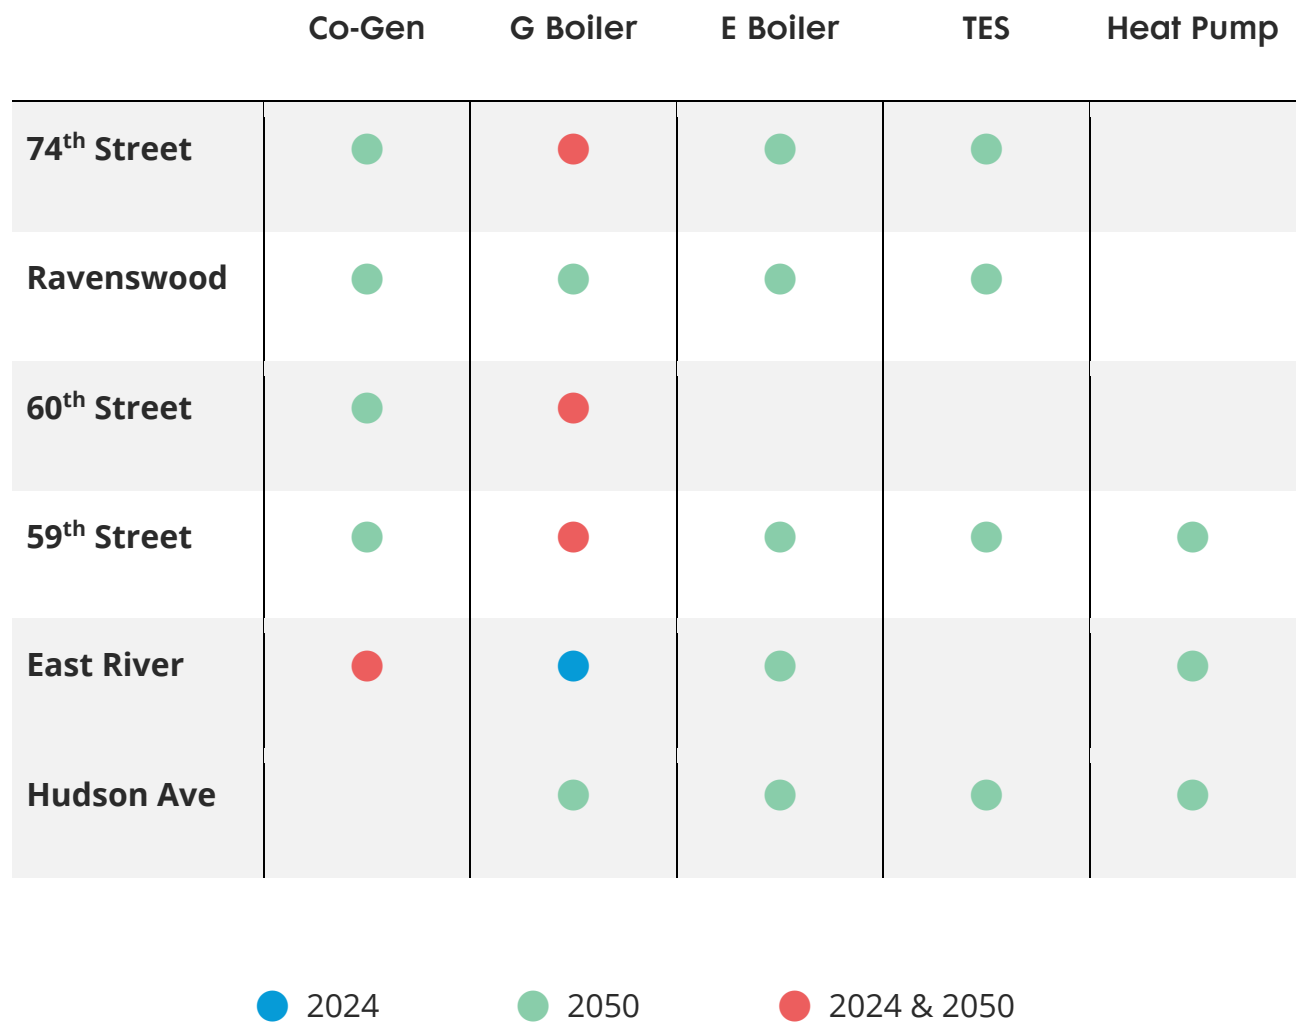 Co-Gen G Boiler E Boiler TES Heat Pump
74th Street
Ravenswood
60th Street
59th Street
East River
Hudson Ave
2024 2050 2024 & 2050